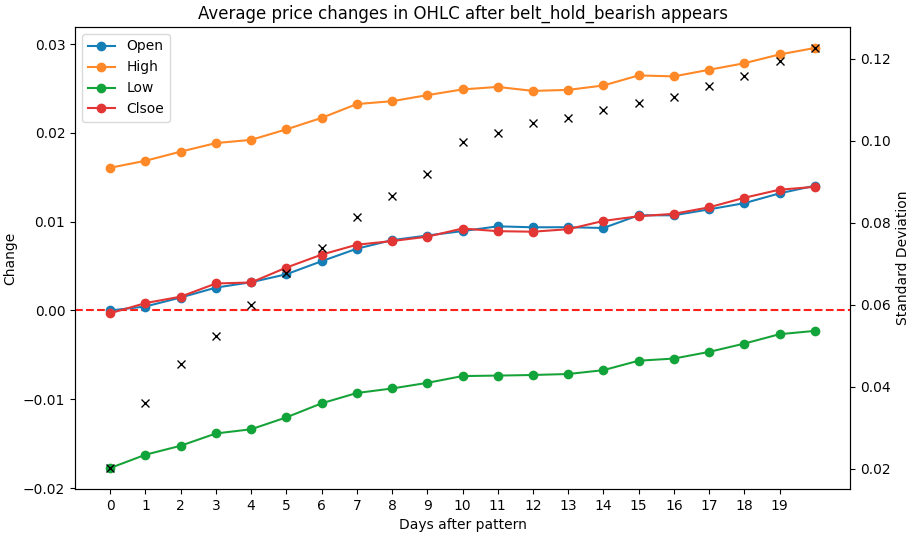 Average price changes in OHLC after belt_hold_bearish appears
Open
High
Low
Clsoe
0.03
0.02
0.01
0.00
−0.01
−0.02
Change
0.12
0.10
0.08
0.06
0.04
0.02
Standard Deviation
0 1 2 3 4 5 6 7 8 9 10 11 12 13 14 15 16 17 18 19
Days after pattern